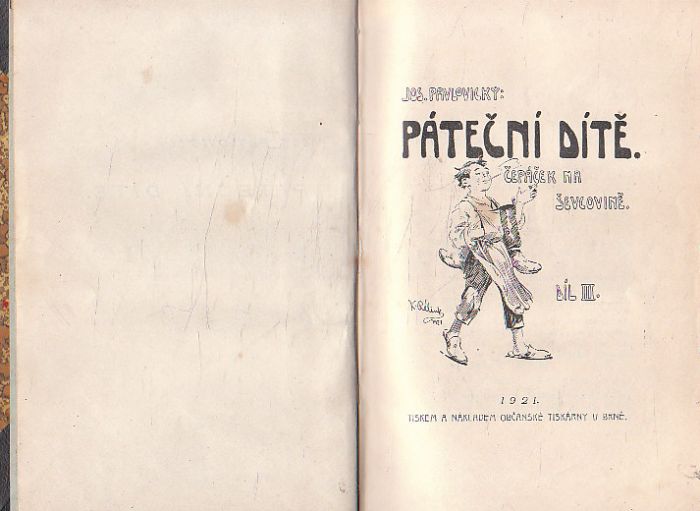 JOS. PAVLOVICKÝ:
PÁTEČNÍ DÍTĚ.
ČEPÁČEK NA
ŠEVCOVINĚ.
DÍL III.
1921.
TISKEM A NÁKLADEM OBČANSKÉ TISKÁRNY V BRNĚ.